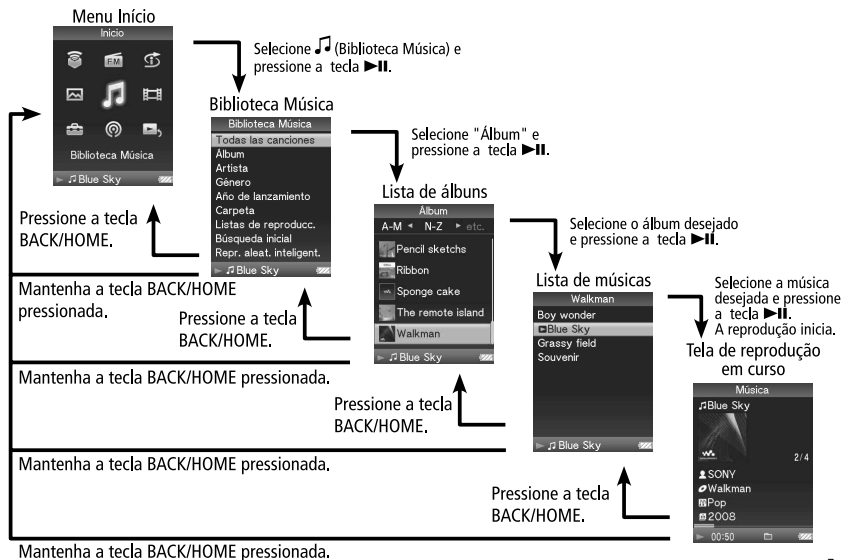 Menu Início
Inicio
FM
Biblioteca Música
Blue Sky
Selecione (Biblioteca Música) e
pressione a tecla ►II.
Biblioteca Música
Biblioteca Música
Todas las canciones
Álbum
Artista
Género
Año de lanzamiento
Carpeta
Listas de reproducc.
Búsqueda inicial
Repr. aleat. inteligent.
Blue Sky
Pressione a tecla
BACK/HOME.
Selecione "Álbum" e
pressione a tecla ►II.
Lista de álbuns
Álbum
A-M ◄ N-Z ► etc.
Pencil sketchs
Ribbon
Sponge cake
The remote island
Walkman
Blue Sky
Mantenha a tecla BACK/HOME
pressionada.
Pressione a tecla
BACK/HOME.
Selecione o álbum desejado
e pressione a tecla ►II.
Lista de músicas
Walkman
Boy wonder
Blue Sky
Grassy field
Souvenir
Blue Sky
Mantenha a tecla BACK/HOME pressionada.
Pressione a tecla
BACK/HOME.
Selecione a música
desejada e pressione
a tecla ►II.
A reprodução inicia.
Tela de reprodução
em curso
Música
Blue Sky
2/4
SONY
Walkman
Pop
2008
00:50
Mantenha a tecla BACK/HOME pressionada.
Pressione a tecla
BACK/HOME.
Mantenha a tecla BACK/HOME pressionada.